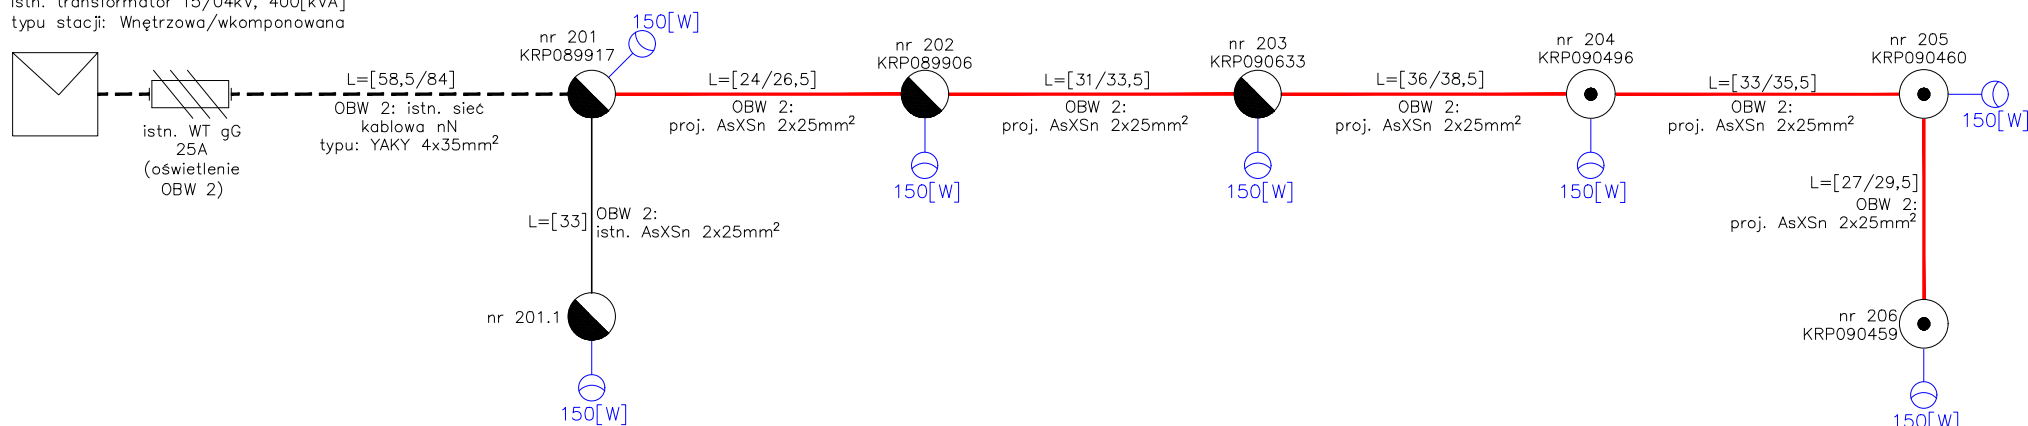 istn. transformator 15/04kV, 400[kVA]
typu stacji: Wnętrzowa/wkomponowana
istn. WT gG
25A
(oświetlenie
OBW 2)
L=[58,5/84]
OBW 2: istn. sieć
kablowa nN
typu: YAKY 4x35mm²
nr 201
KRP089917
150[W]
L=[24/26,5]
OBW 2:
proj. AsXSn 2x25mm²
nr 202
KRP089906
150[W]
L=[31/33,5]
OBW 2:
proj. AsXSn 2x25mm²
nr 203
KRP090633
150[W]
L=[36/38,5]
OBW 2:
proj. AsXSn 2x25mm²
nr 204
KRP090496
150[W]
L=[33/35,5]
OBW 2:
proj. AsXSn 2x25mm²
nr 205
KRP090460
150[W]
L=[27/29,5]
OBW 2:
proj. AsXSn 2x25mm²
nr 206
KRP090459
150[W]
L=[33]
OBW 2:
istn. AsXSn 2x25mm²
nr 201.1
150[W]